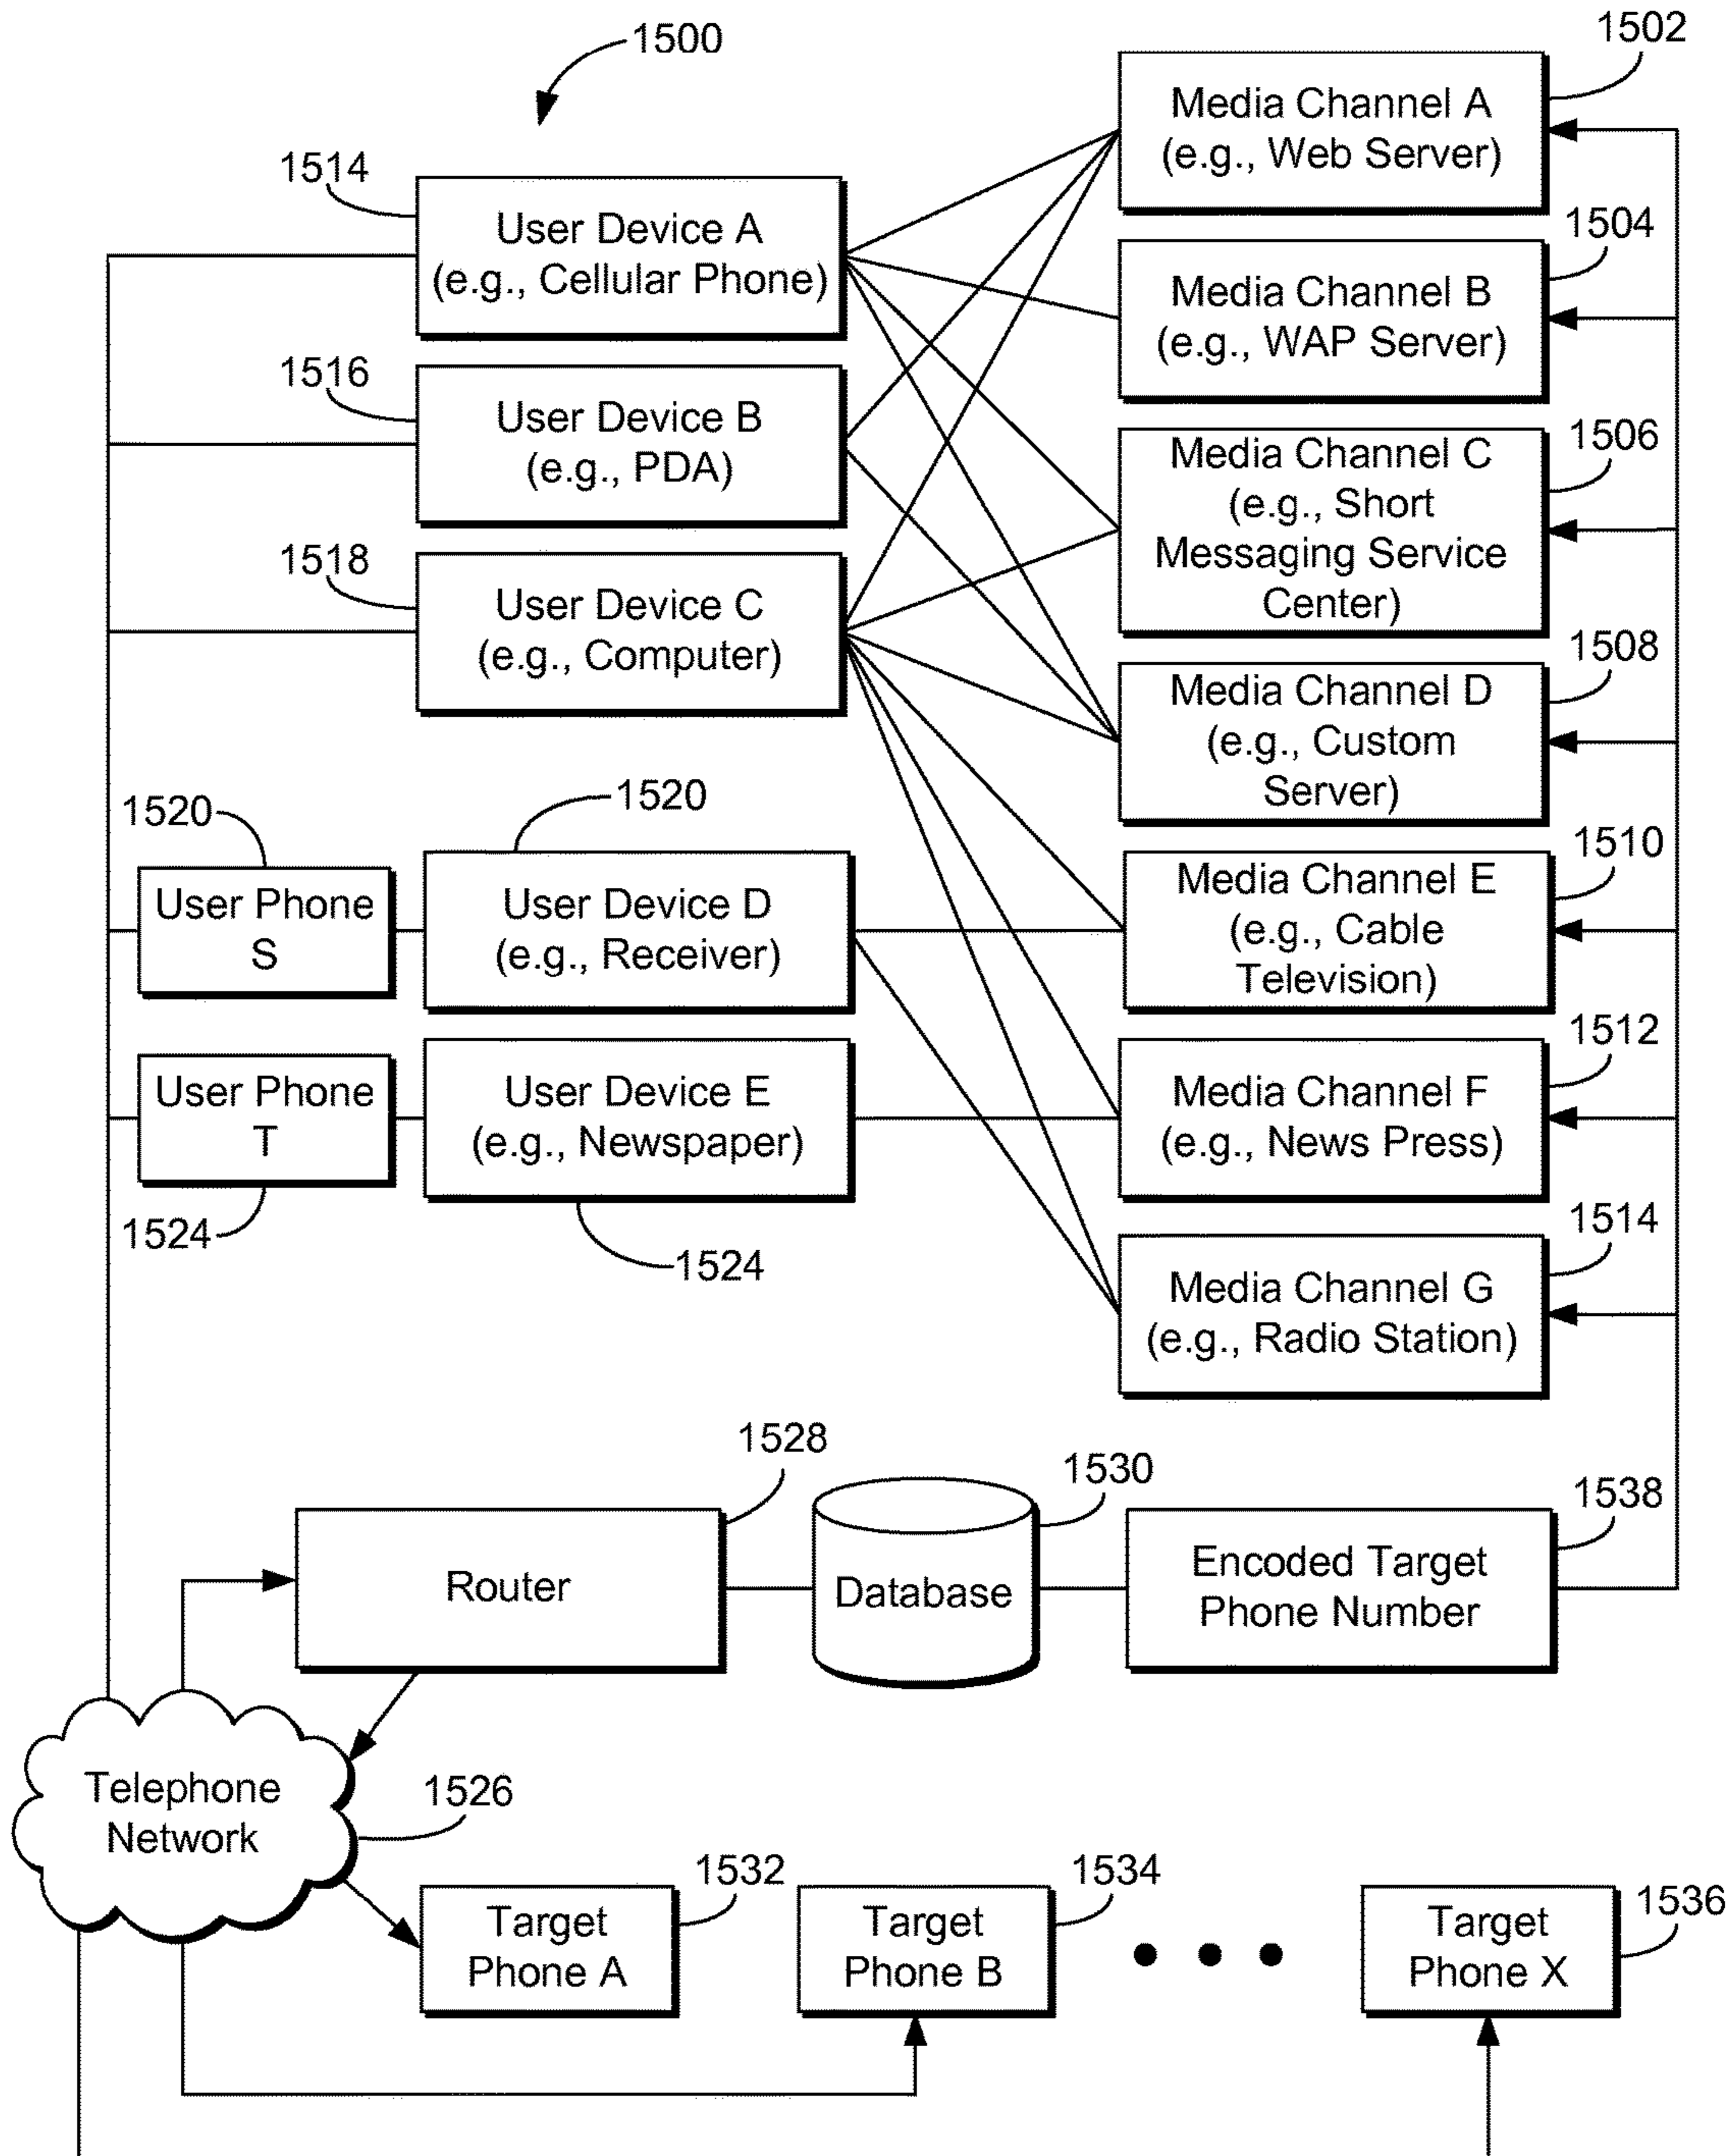 1500
1502
Media Channel A
(e.g., Web Server)
1514
User Device A
(e.g., Cellular Phone)
1504
Media Channel B
(e.g., WAP Server)
1516
User Device B
(e.g., PDA)
1506
Media Channel C
(e.g., Short
Messaging Service
Center)
1518
User Device C
(e.g., Computer)
1508
Media Channel D
(e.g., Custom
Server)
1520
User Phone
S
1520
User Device D
(e.g., Receiver)
1510
Media Channel E
(e.g., Cable
Television)
User Phone
T
1524
User Device E
(e.g., Newspaper)
1524
1512
Media Channel F
(e.g., News Press)
1514
Media Channel G
(e.g., Radio Station)
1528
Router
1530
Database
1538
Encoded Target
Phone Number
Telephone
Network
1526
1532
Target
Phone A
1534
Target
Phone B
1536
Target
Phone X